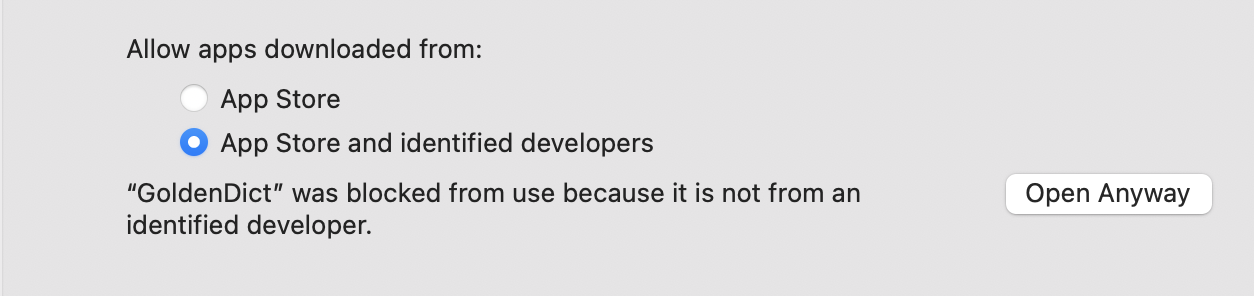 Allow apps downloaded from:
App Store
App Store and identified developers
“GoldenDict” was blocked from use because it is not from an
identified developer.
Open Anyway